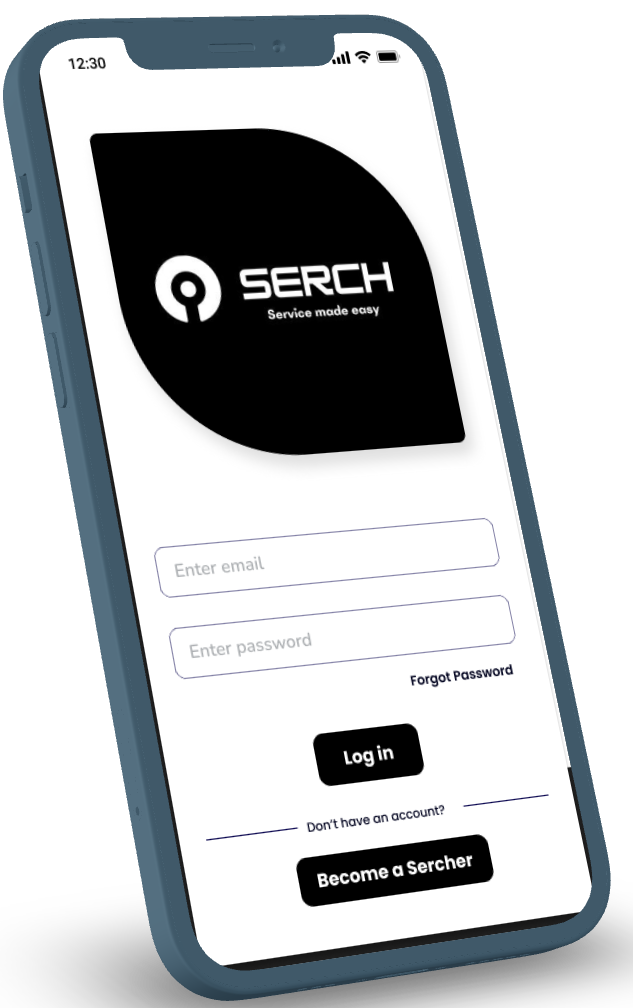 12:30
SERCH
Service made easy
Enter email
Enter password
Forgot Password
Log in
Don't have an account?
Become a Sercher